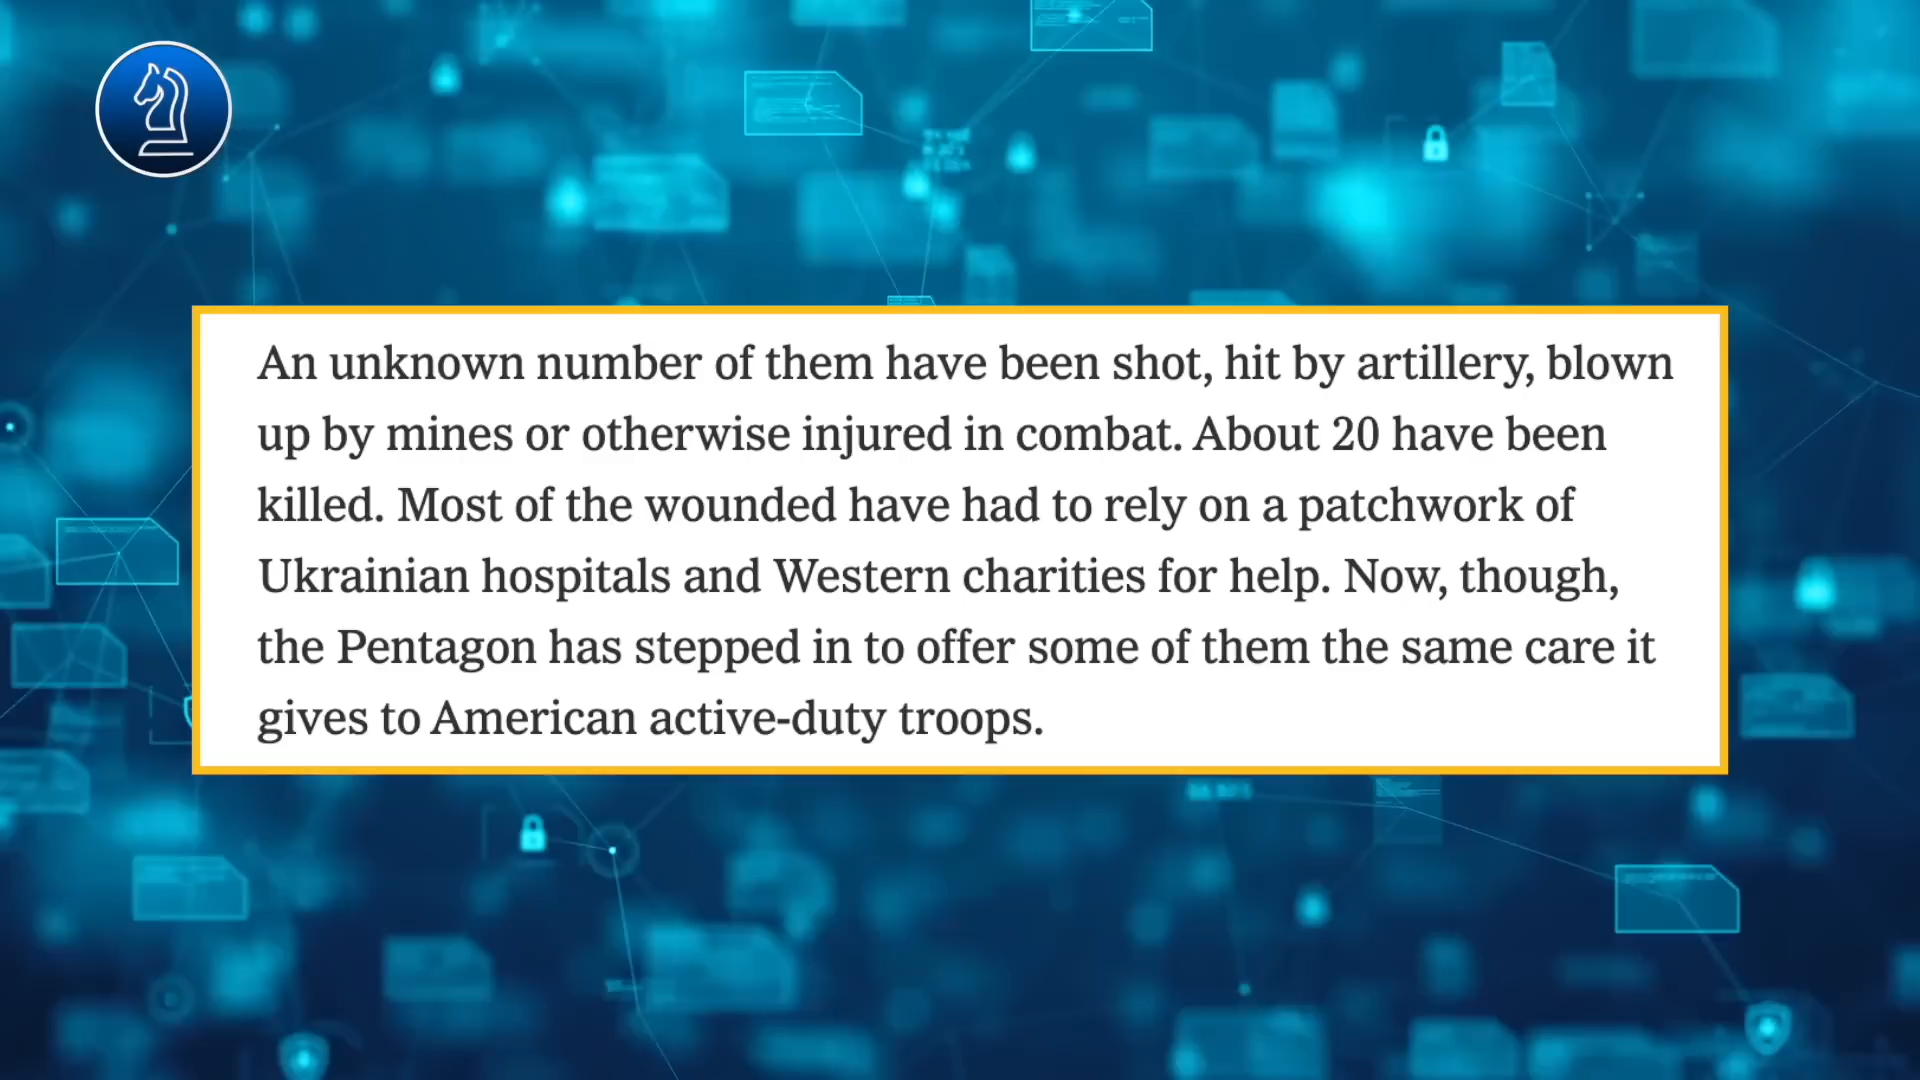 An unknown number of them have been shot, hit by artillery, blown
up by mines or otherwise injured in combat. About 20 have been
killed. Most of the wounded have had to rely on a patchwork of
Ukrainian hospitals and Western charities for help. Now, though,
the Pentagon has stepped in to offer some of them the same care it
gives to American active-duty troops.